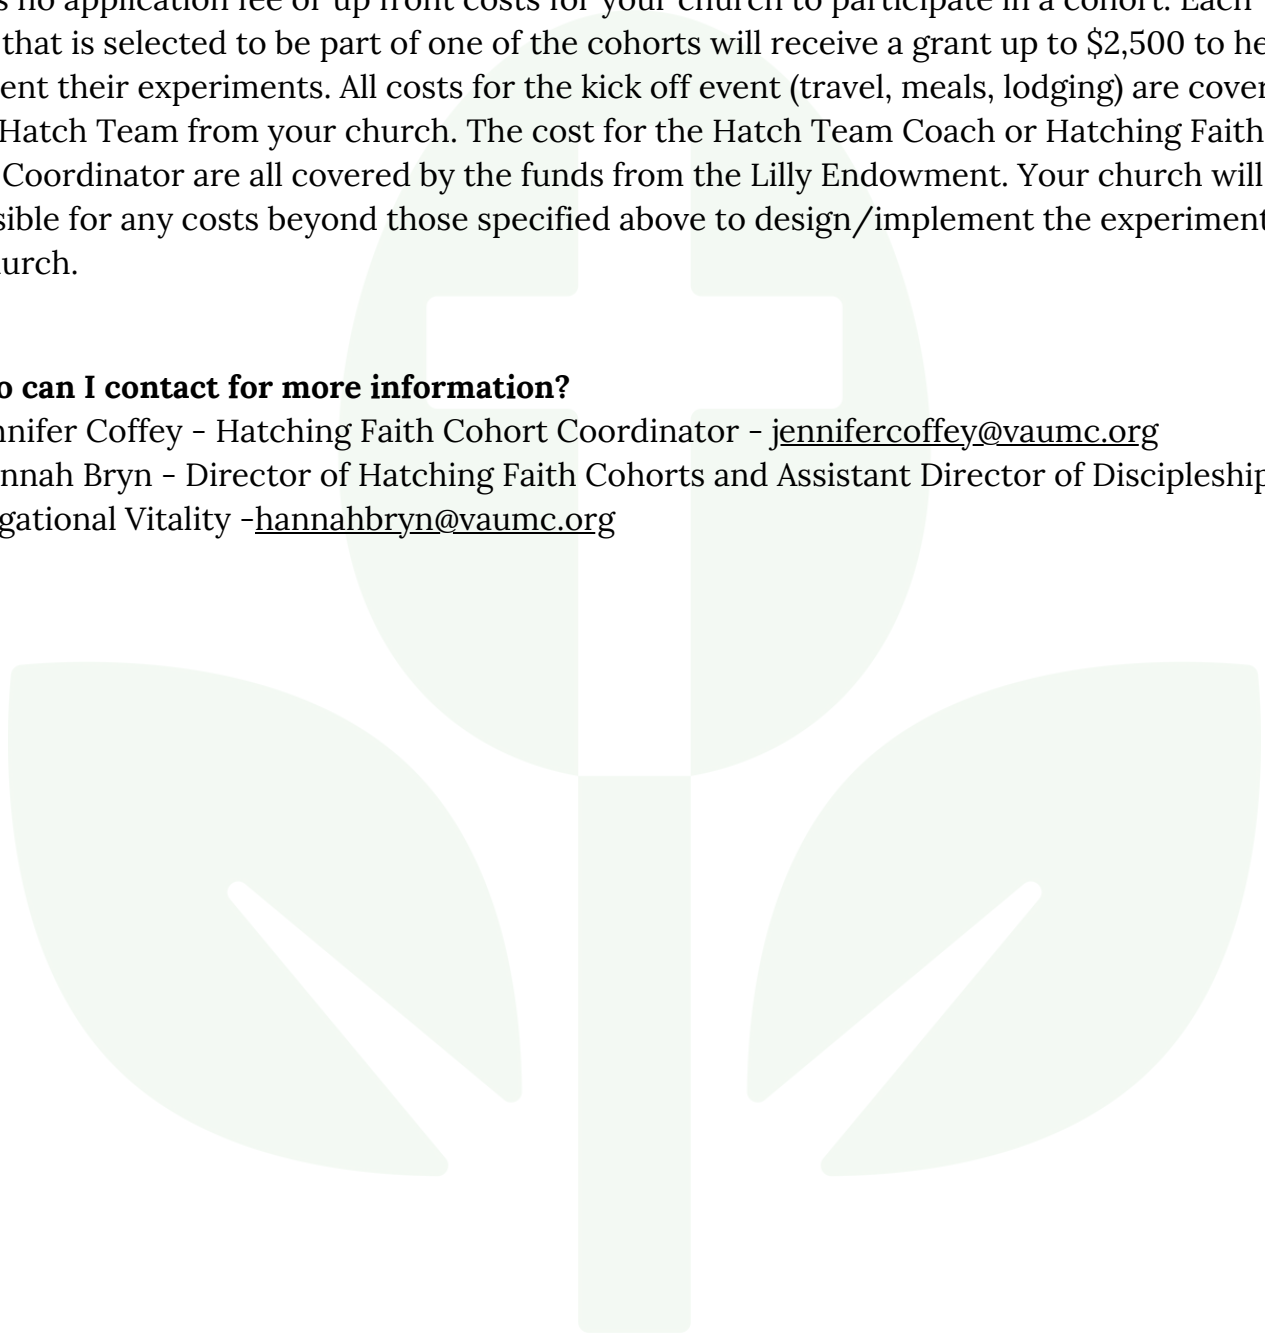 s no application fee or up front costs for your church to participate in a cohort. Each
that is selected to be part of one of the cohorts will receive a grant up to $2,500 to he
ent their experiments. All costs for the kick off event (travel, meals, lodging) are cover
Hatch Team from your church. The cost for the Hatch Team Coach or Hatching Faith
Coordinator are all covered by the funds from the Lilly Endowment. Your church will
sible for any costs beyond those specified above to design/implement the experiment
urch.
o can I contact for more information?
nnifer Coffey - Hatching Faith Cohort Coordinator - jennifercoffey@vaumc.org
nnah Bryn - Director of Hatching Faith Cohorts and Assistant Director of Discipleship
gational Vitality -hannahbryn@vaumc.org